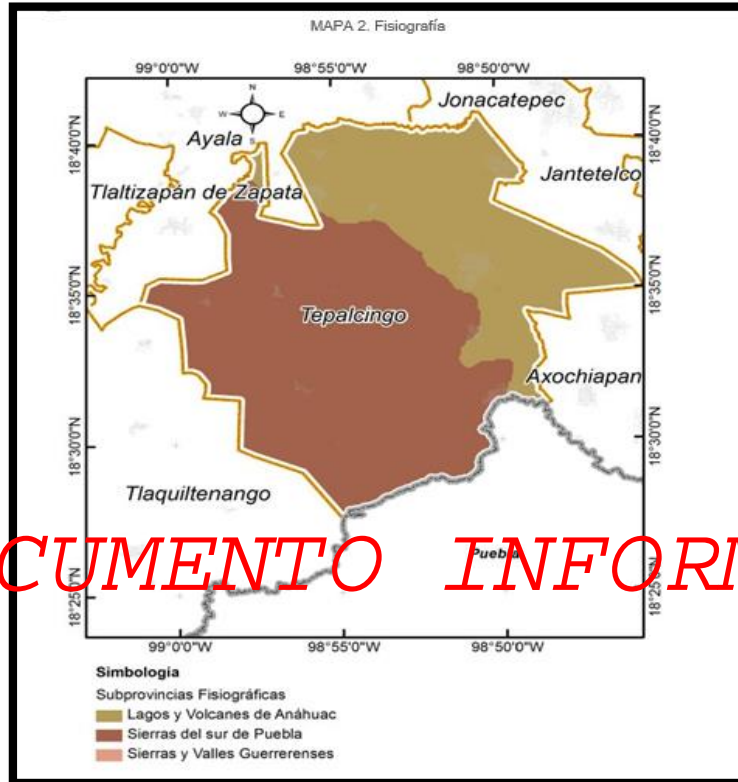 MAPA 2. Fisiografía
99°0'0"W 98°55'0"W 98°50'0"W
N
W E
S
Jonacatepec
Ayala
18°40'0"N 18°40'0"N
Jantetelco
Tlaltizapán de Zapata
18°35'0"N 18°35'0"N
Tepalcingo
Axochiapan
18°30'0"N 18°30'0"N
Tlaquiltenango
CUMENTO INFOR
Puebla
18°25'0"N 18°25'0"N
99°0'0"W 98°55'0"W 98°50'0"W
Simbología
Subprovincias Fisiográficas
Lagos y Volcanes de Anáhuac
Sierras del sur de Puebla
Sierras y Valles Guerrerenses